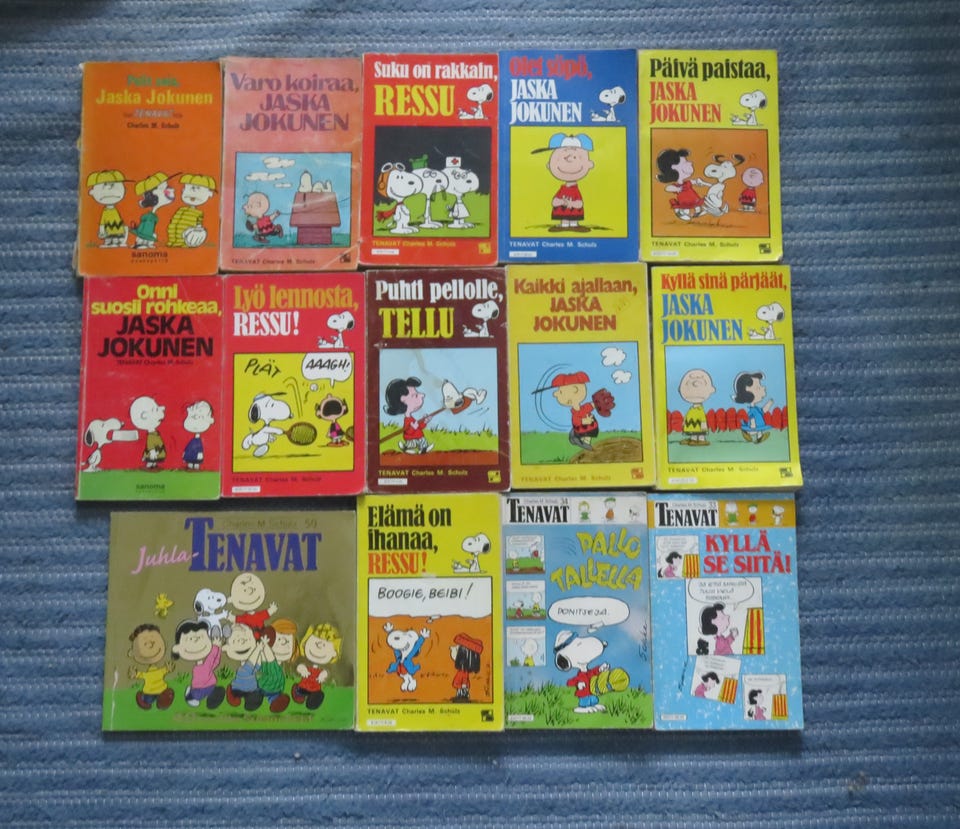 Jaska Jokunen
TENAVAT
Charles M. Schulz
sanoma
Varo koiraa,
JASKA
JOKUNEN
TENAVAT Charles M. Schulz
Suku on rakkain,
RESSU
TENAVAT Charles M. Schulz
Olet söpö,
JASKA
JOKUNEN
TENAVAT Charles M. Schulz
Päivä paistaa,
JASKA
JOKUNEN
TENAVAT Charles M. Schulz
Onni
suosii rohkeaa,
JASKA
JOKUNEN
TENAVAT Charles M. Schulz
sanoma
Lyö lennosta,
RESSU!
PLÄT
AAAGH!
TENAVAT Charles M. Schulz
Puhti pellolle,
TELLU
TENAVAT Charles M. Schulz
Kaikki ajallaan,
JASKA
JOKUNEN
TENAVAT Charles M. Schulz
Kyllä sinä pärjäät,
JASKA
JOKUNEN
TENAVAT Charles M. Schulz
Charles M. Schulz 50
Juhla-
TENAVAT
Elämä on
ihanaa,
RESSU!
BOOGIE, BEIBI!
TENAVAT Charles M. Schulz
Charles M. Schulz 34
TENAVAT
PALLO
TALLELLA
PONITJEJA.
Charles M. Schulz 33
TENAVAT
KYLLÄ
SE SIITÄ!